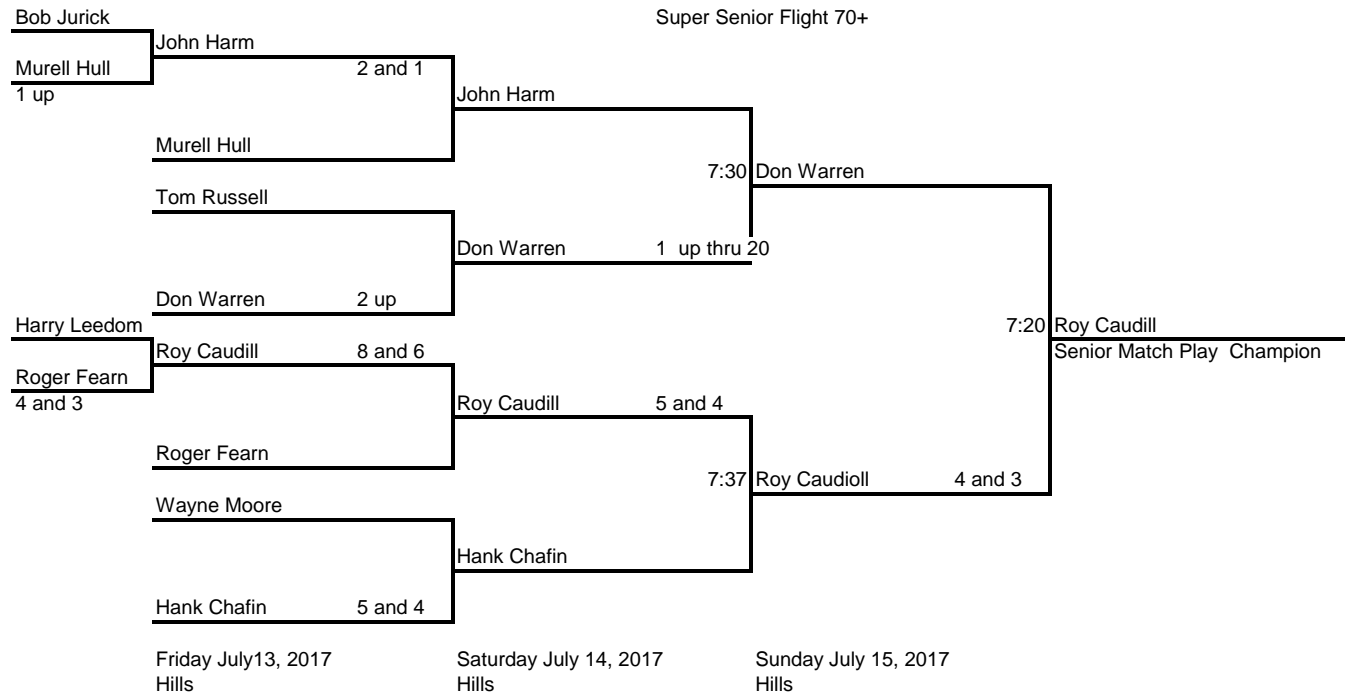 Bob Jurick
Super Senior Flight 70+
John Harm
Murell Hull
2 and 1
1 up
John Harm
Murell Hull
7:30 Don Warren
Tom Russell
Don Warren 1 up thru 20
Don Warren 2 up
Harry Leedom
7:20 Roy Caudill
Roy Caudill 8 and 6
Senior Match Play Champion
Roger Fearn
4 and 3
Roy Caudill 5 and 4
Roger Fearn
7:37 Roy Caudioll 4 and 3
Wayne Moore
Hank Chafin
Hank Chafin 5 and 4
Friday July13, 2017 Saturday July 14, 2017 Sunday July 15, 2017
Hills Hills Hills